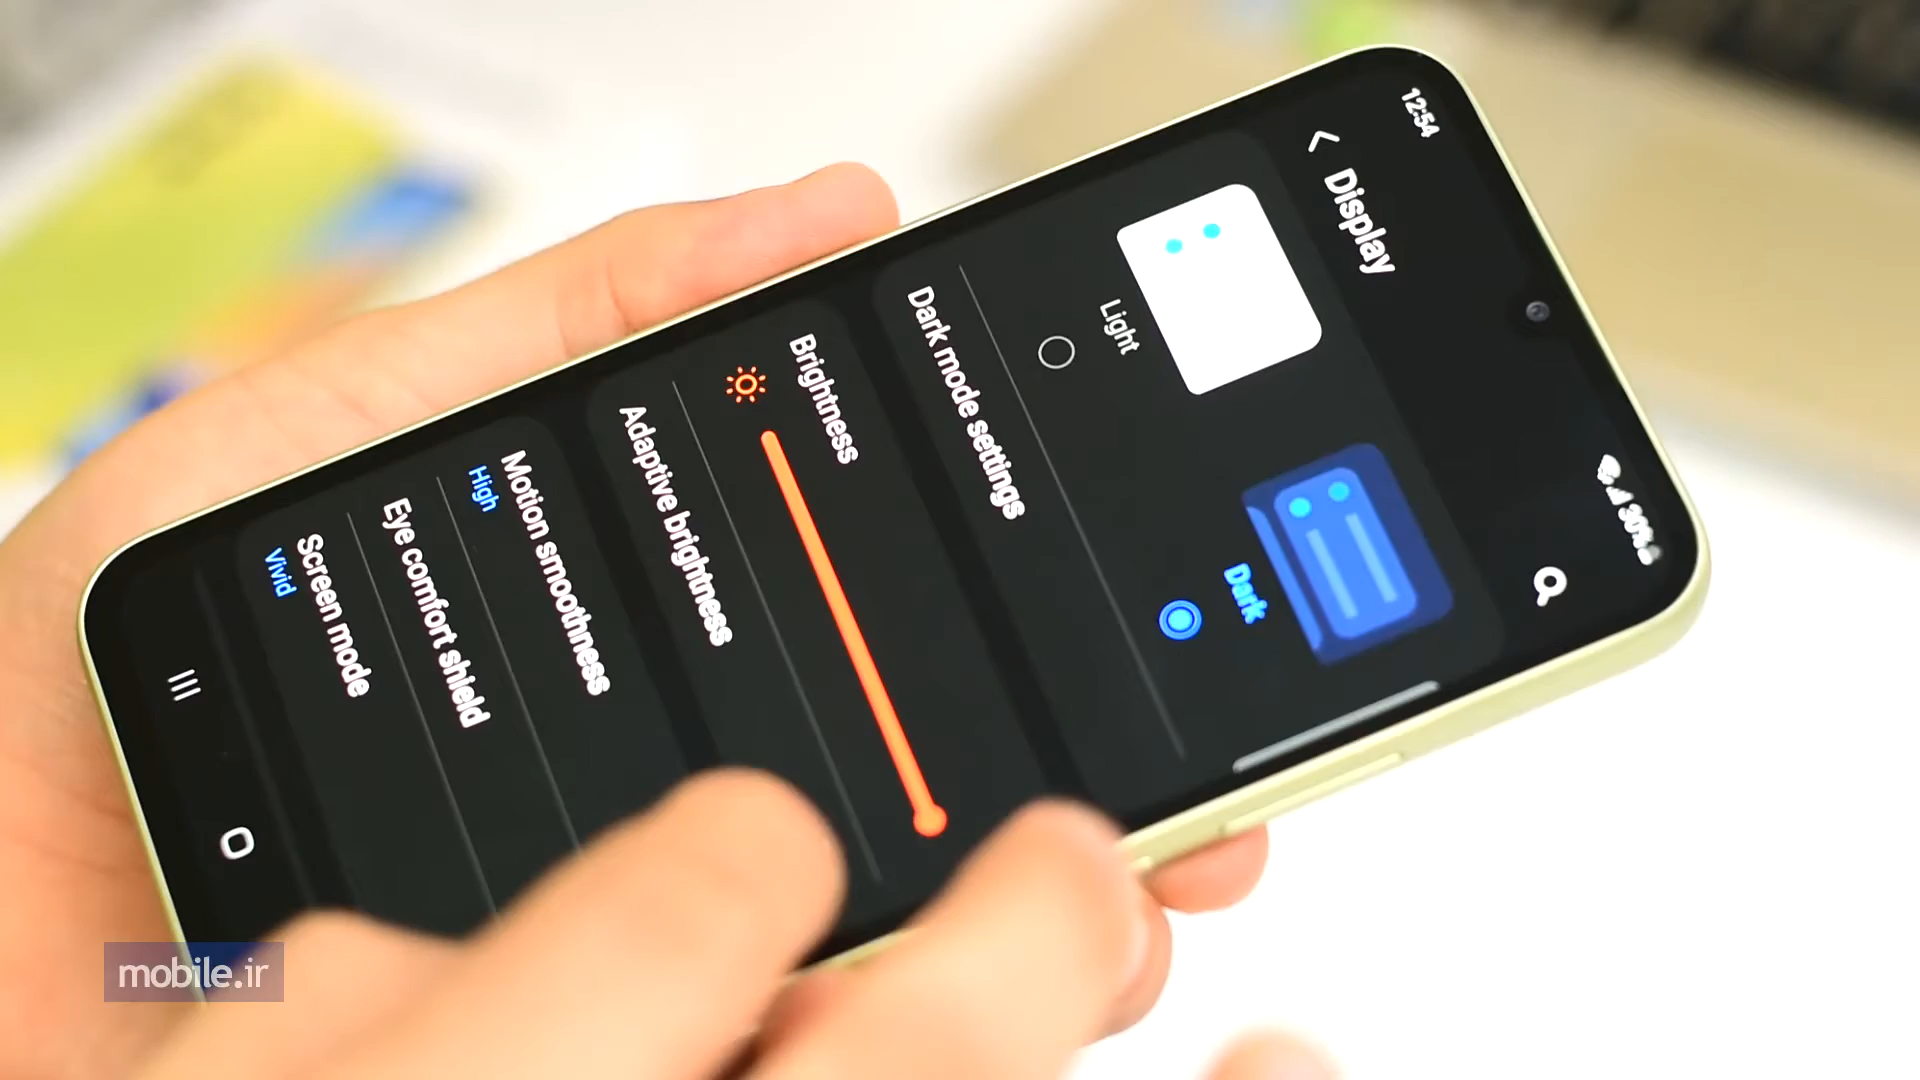 12:54
30%
Display
Light
Dark
Dark mode settings
Brightness
Adaptive brightness
Motion smoothness
High
Eye comfort shield
Screen mode
Vivid
mobile.ir